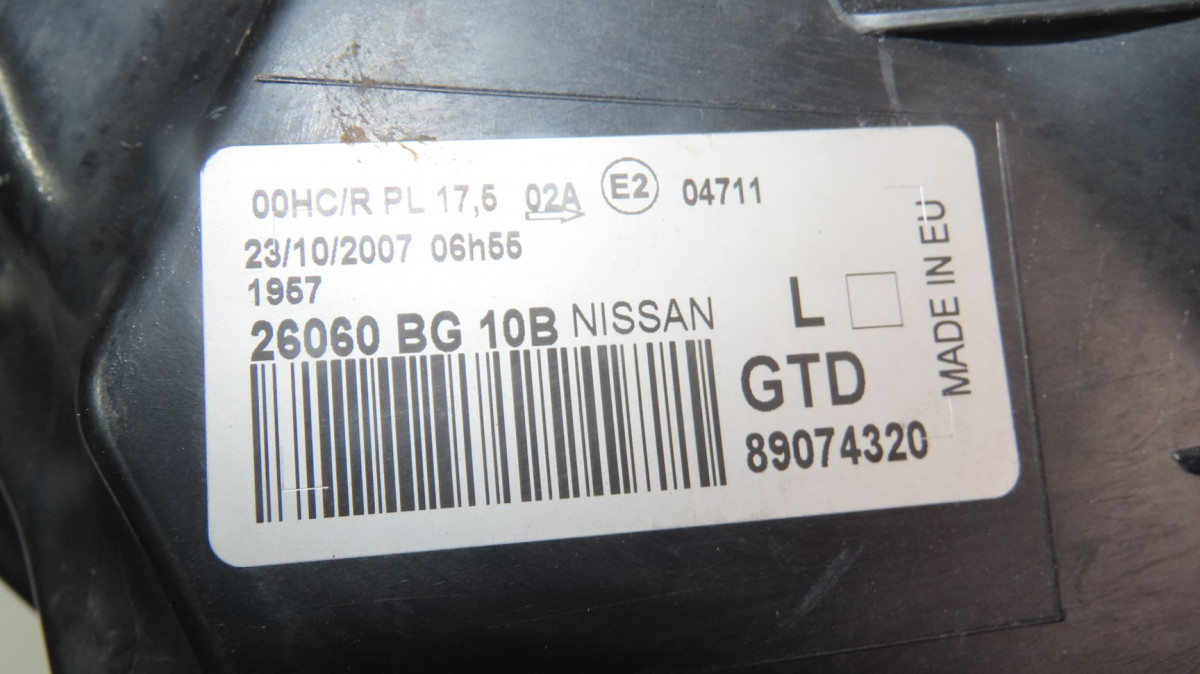 00HC/R PL 17,5 02A E2 04711
23/10/2007 06h55
1957
26060 BG 10B NISSAN
L
GTD
89074320
MADE IN EU